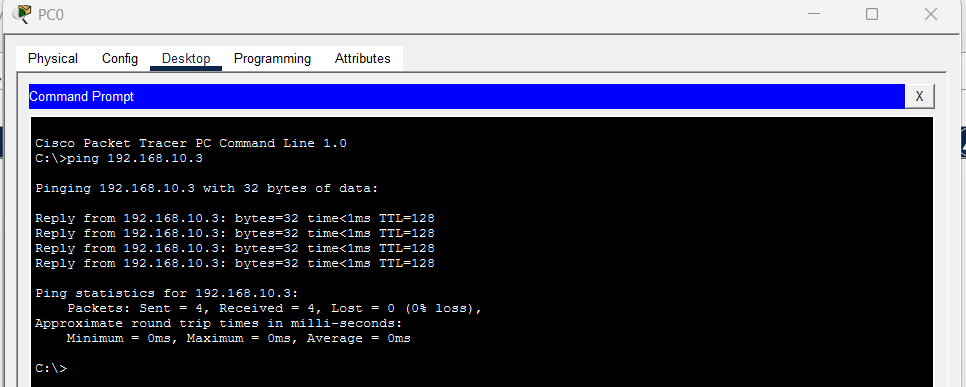 PC0
Physical Config Desktop Programming Attributes
Command Prompt X
Cisco Packet Tracer PC Command Line 1.0
C:\>ping 192.168.10.3
Pinging 192.168.10.3 with 32 bytes of data:
Reply from 192.168.10.3: bytes=32 time<1ms TTL=128
Reply from 192.168.10.3: bytes=32 time<1ms TTL=128
Reply from 192.168.10.3: bytes=32 time<1ms TTL=128
Reply from 192.168.10.3: bytes=32 time<1ms TTL=128
Ping statistics for 192.168.10.3:
    Packets: Sent = 4, Received = 4, Lost = 0 (0% loss),
Approximate round trip times in milli-seconds:
    Minimum = 0ms, Maximum = 0ms, Average = 0ms
C:\>